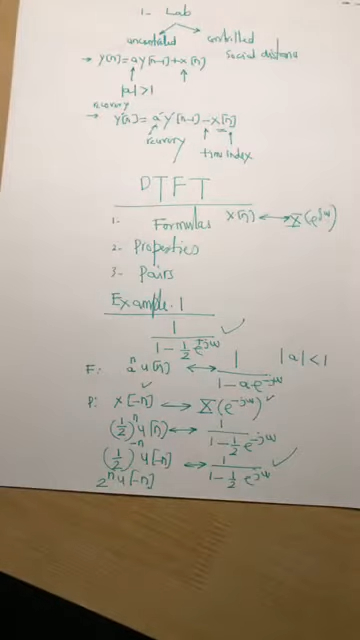 1- Lab
uncontrolled controlled
→ y[n] = a y[n-1] + x[n] social distance
|a| > 1
recovery
→ y[n] = a' y'[n-1] - x[n]
recovery time index
DTFT
1- Formulas x[n] ↔ X(e^jω)
2- Properties
3- Pairs
Example.1
1 / (1 - 1/2 e^jω) ✓
F: a^n u[n] ↔ 1 / (1 - a e^-jω) |a| < 1
P: x[-n] ↔ X(e^-jω) ✓
(1/2)^n u[n] ↔ 1 / (1 - 1/2 e^-jω)
(1/2)^-n u[-n] ↔ 1 / (1 - 1/2 e^jω) ✓
2^n u[-n]